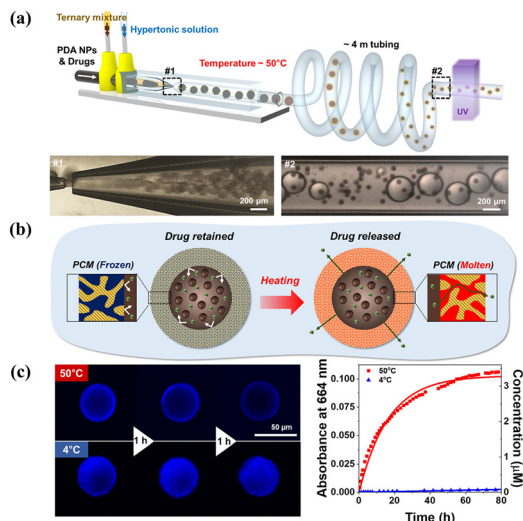 (a)
Ternary mixture
Hypertonic solution
PDA NPs
& Drugs
#1
Temperature ~ 50°C
~ 4 m tubing
#2
UV
#1
200 µm
#2
200 µm
(b)
Drug retained
Drug released
PCM (Frozen)
Heating
PCM (Molten)
(c)
50°C
1 h
1 h
50 µm
4°C
50°C
4°C
Absorbance at 664 nm
0.100
0.075
0.050
0.025
0.000
0 20 40 60 80
Time (h)
3
2
1
0
Concentration (µM)